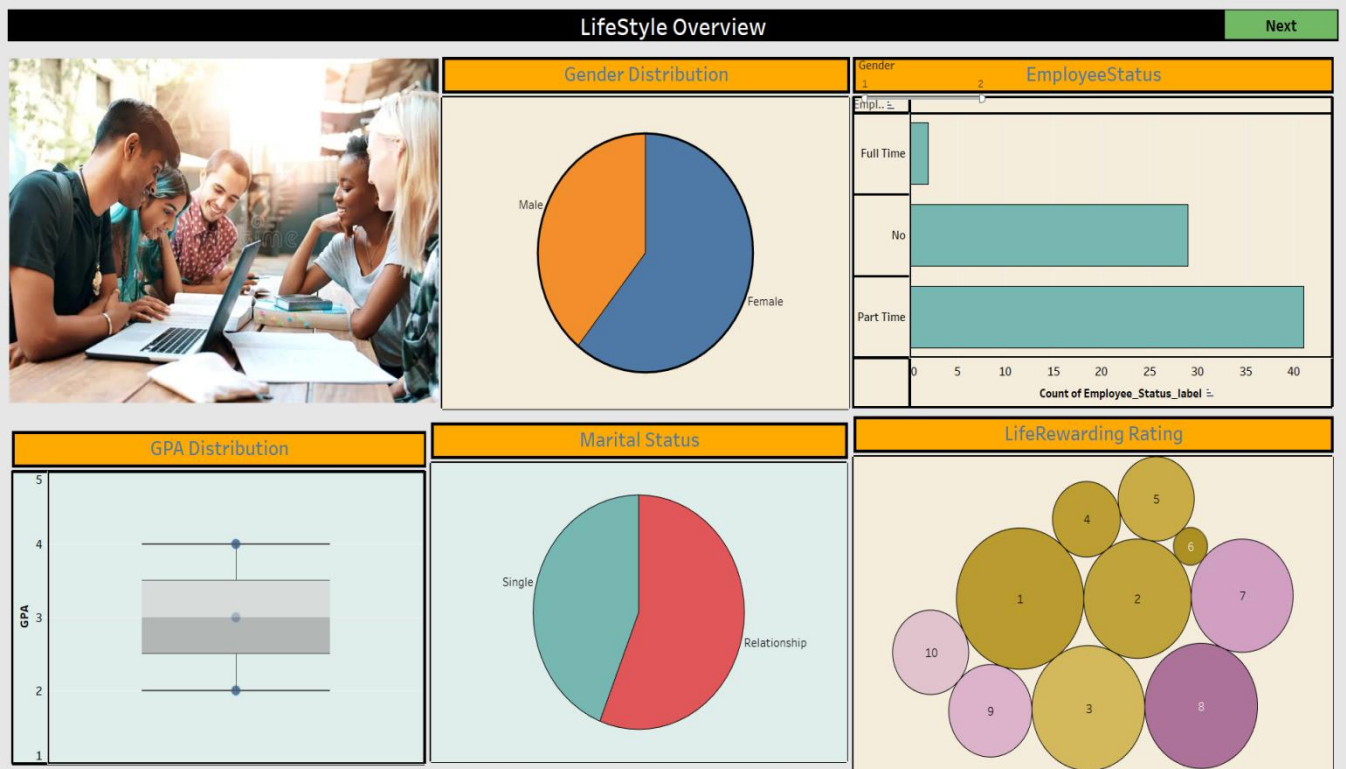 LifeStyle Overview
Next
Gender Distribution
Male
Female
Gender
1 2
EmployeeStatus
Empl..
Full Time
No
Part Time
0 5 10 15 20 25 30 35 40
Count of Employee_Status_label
GPA Distribution
5
4
3
2
1
GPA
Marital Status
Single
Relationship
LifeRewarding Rating
5
4
6
1
2
7
10
9
3
8